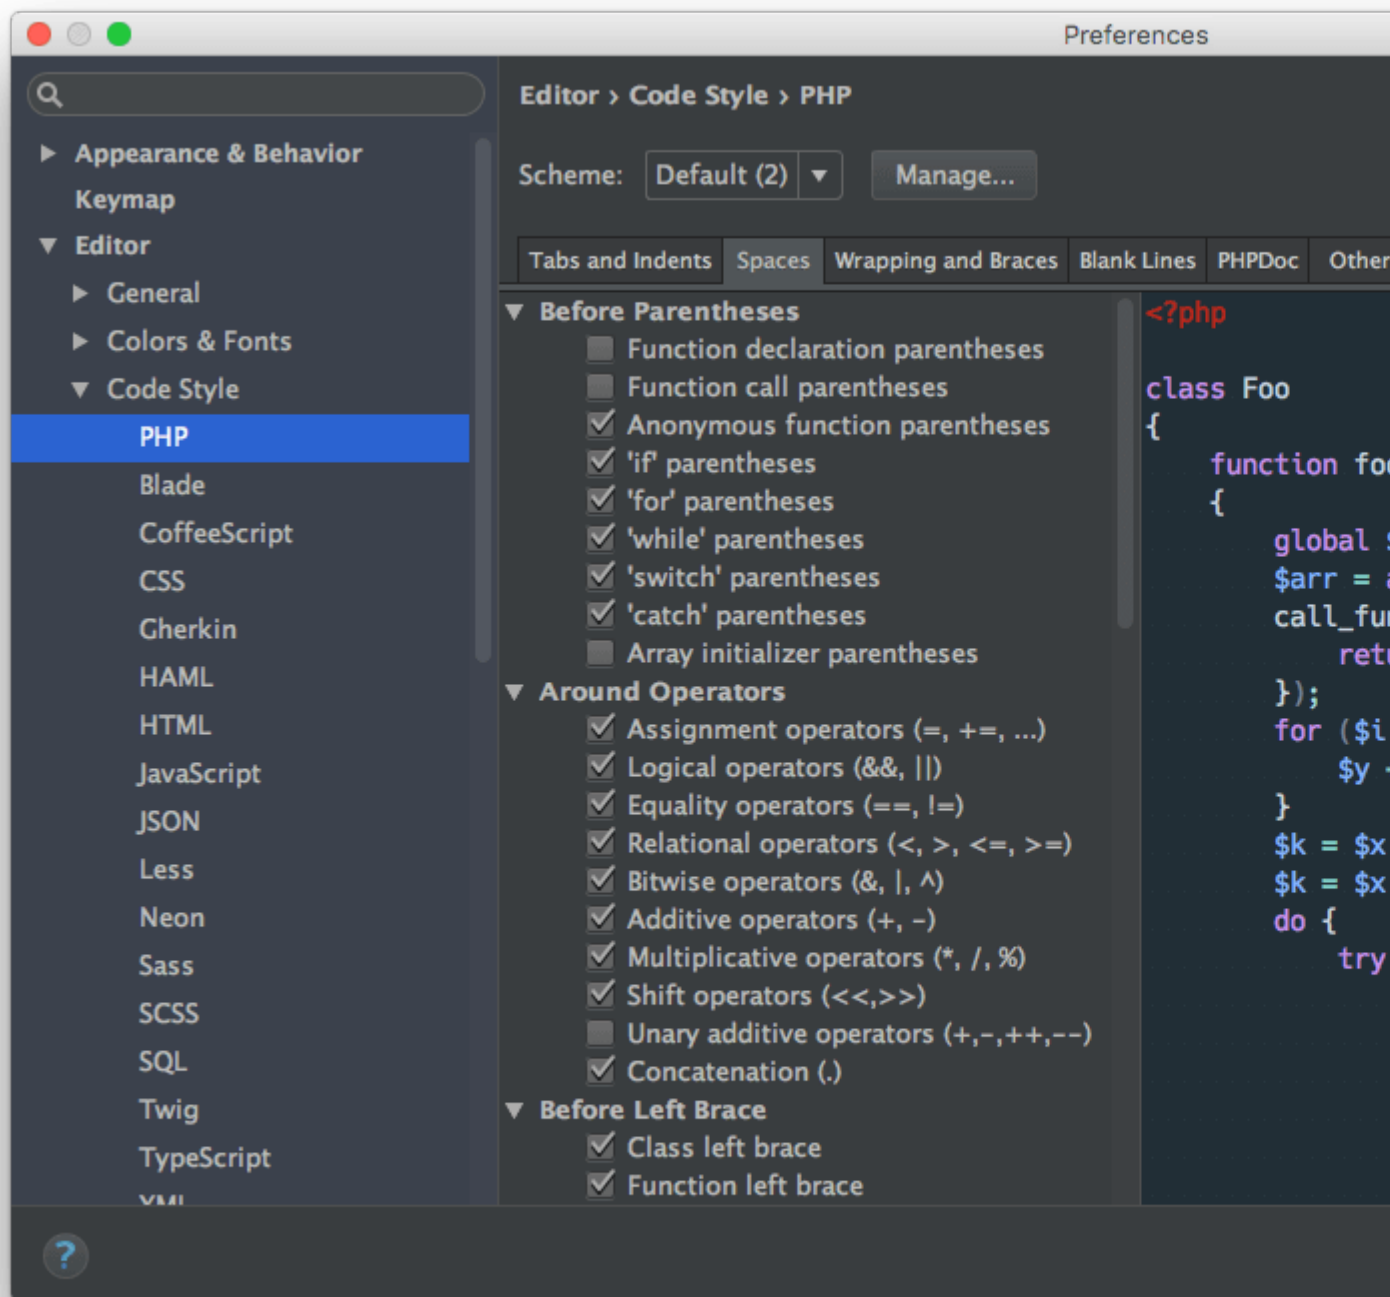 Preferences
Appearance & Behavior
Keymap
Editor
General
Colors & Fonts
Code Style
PHP
Blade
CoffeeScript
CSS
Gherkin
HAML
HTML
JavaScript
JSON
Less
Neon
Sass
SCSS
SQL
Twig
TypeScript
XML
Editor › Code Style › PHP
Scheme: Default (2) Manage...
Tabs and Indents Spaces Wrapping and Braces Blank Lines PHPDoc Other
Before Parentheses
Function declaration parentheses
Function call parentheses
Anonymous function parentheses
'if' parentheses
'for' parentheses
'while' parentheses
'switch' parentheses
'catch' parentheses
Array initializer parentheses
Around Operators
Assignment operators (=, +=, ...)
Logical operators (&&, ||)
Equality operators (==, !=)
Relational operators (<, >, <=, >=)
Bitwise operators (&, |, ^)
Additive operators (+, -)
Multiplicative operators (*, /, %)
Shift operators (<<,>>)
Unary additive operators (+,-,++,--)
Concatenation (.)
Before Left Brace
Class left brace
Function left brace
<?php
class Foo
{
function
{
global
$arr =
});
for ($i
$y
}
$k = $x
$k = $x
do {
try
?